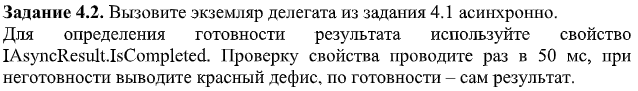 Задание 4.2. Вызовите экземляр делегата из задания 4.1 асинхронно.
Для определения готовности результата используйте свойство
IAsyncResult.IsCompleted. Проверку свойства проводите раз в 50 мс, при
неготовности выводите красный дефис, по готовности – сам результат.